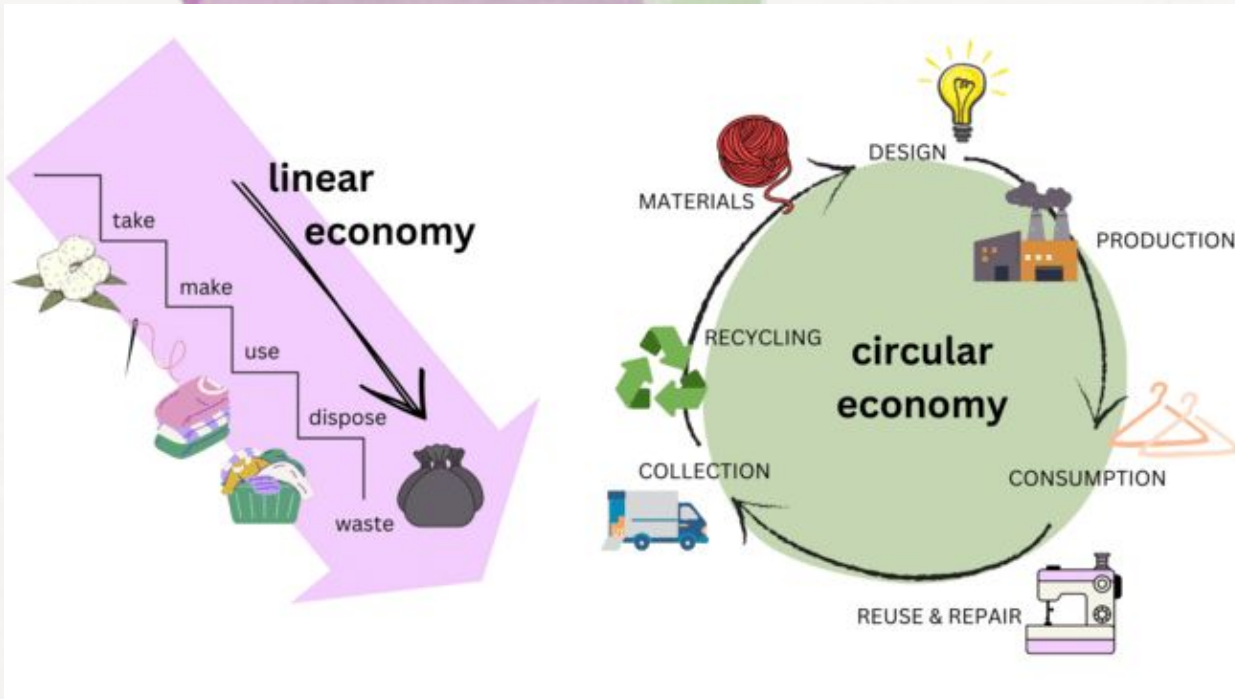 linear
economy
take
make
use
dispose
waste
DESIGN
MATERIALS
PRODUCTION
RECYCLING
circular
economy
COLLECTION
CONSUMPTION
REUSE & REPAIR